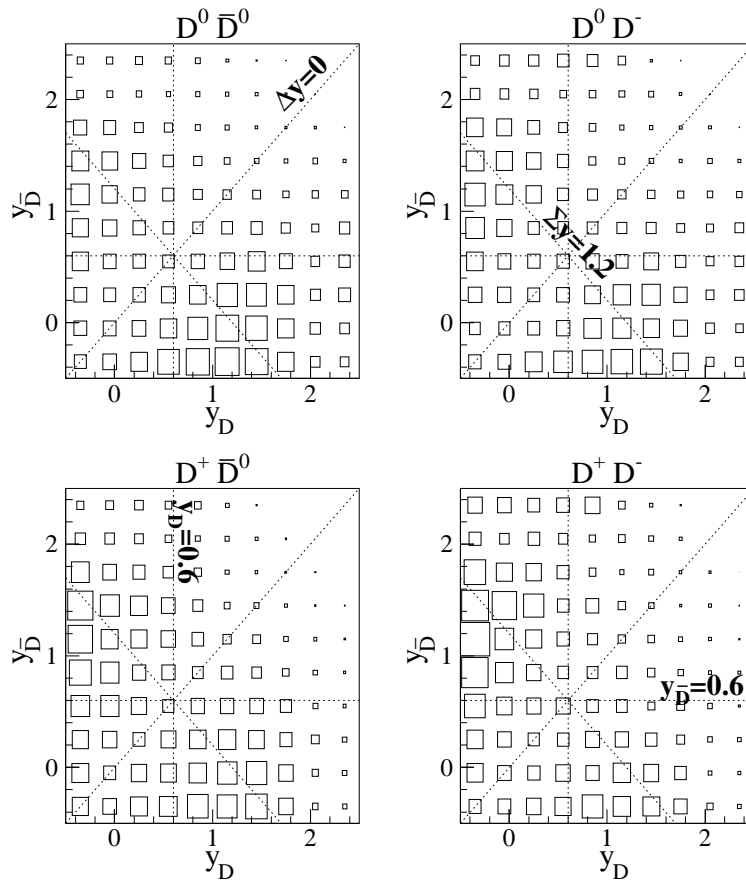 D⁰ D̅⁰
D⁰ D⁻
Δy=0
2
1
0
y_D̅
0 1 2
y_D
Σy=1.2
2
1
0
y_D̅
0 1 2
y_D
D⁺ D̅⁰
D⁺ D⁻
y_D=0.6
2
1
0
y_D̅
0 1 2
y_D
y_D̅=0.6
2
1
0
y_D̅
0 1 2
y_D